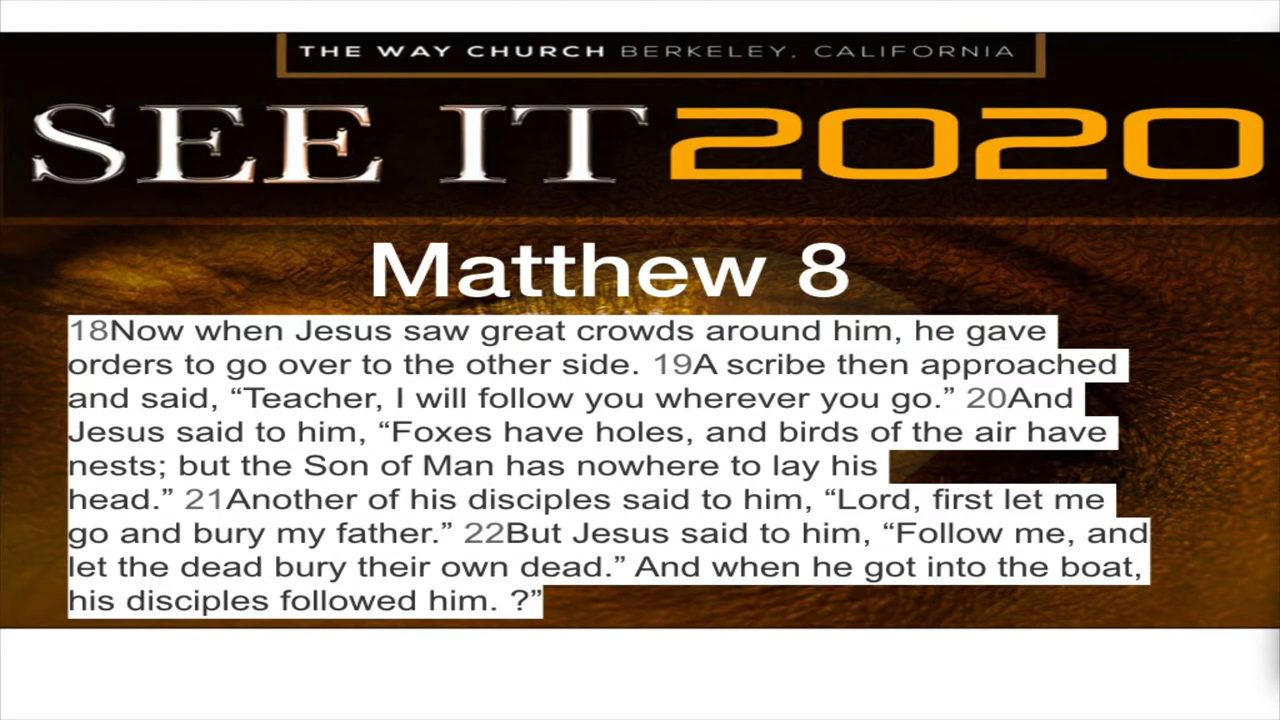 THE WAY CHURCH BERKELEY, CALIFORNIA
SEE IT 2020
Matthew 8
18Now when Jesus saw great crowds around him, he gave
orders to go over to the other side. 19A scribe then approached
and said, “Teacher, I will follow you wherever you go.” 20And
Jesus said to him, “Foxes have holes, and birds of the air have
nests; but the Son of Man has nowhere to lay his
head.” 21Another of his disciples said to him, “Lord, first let me
go and bury my father.” 22But Jesus said to him, “Follow me, and
let the dead bury their own dead.” And when he got into the boat,
his disciples followed him. ?”